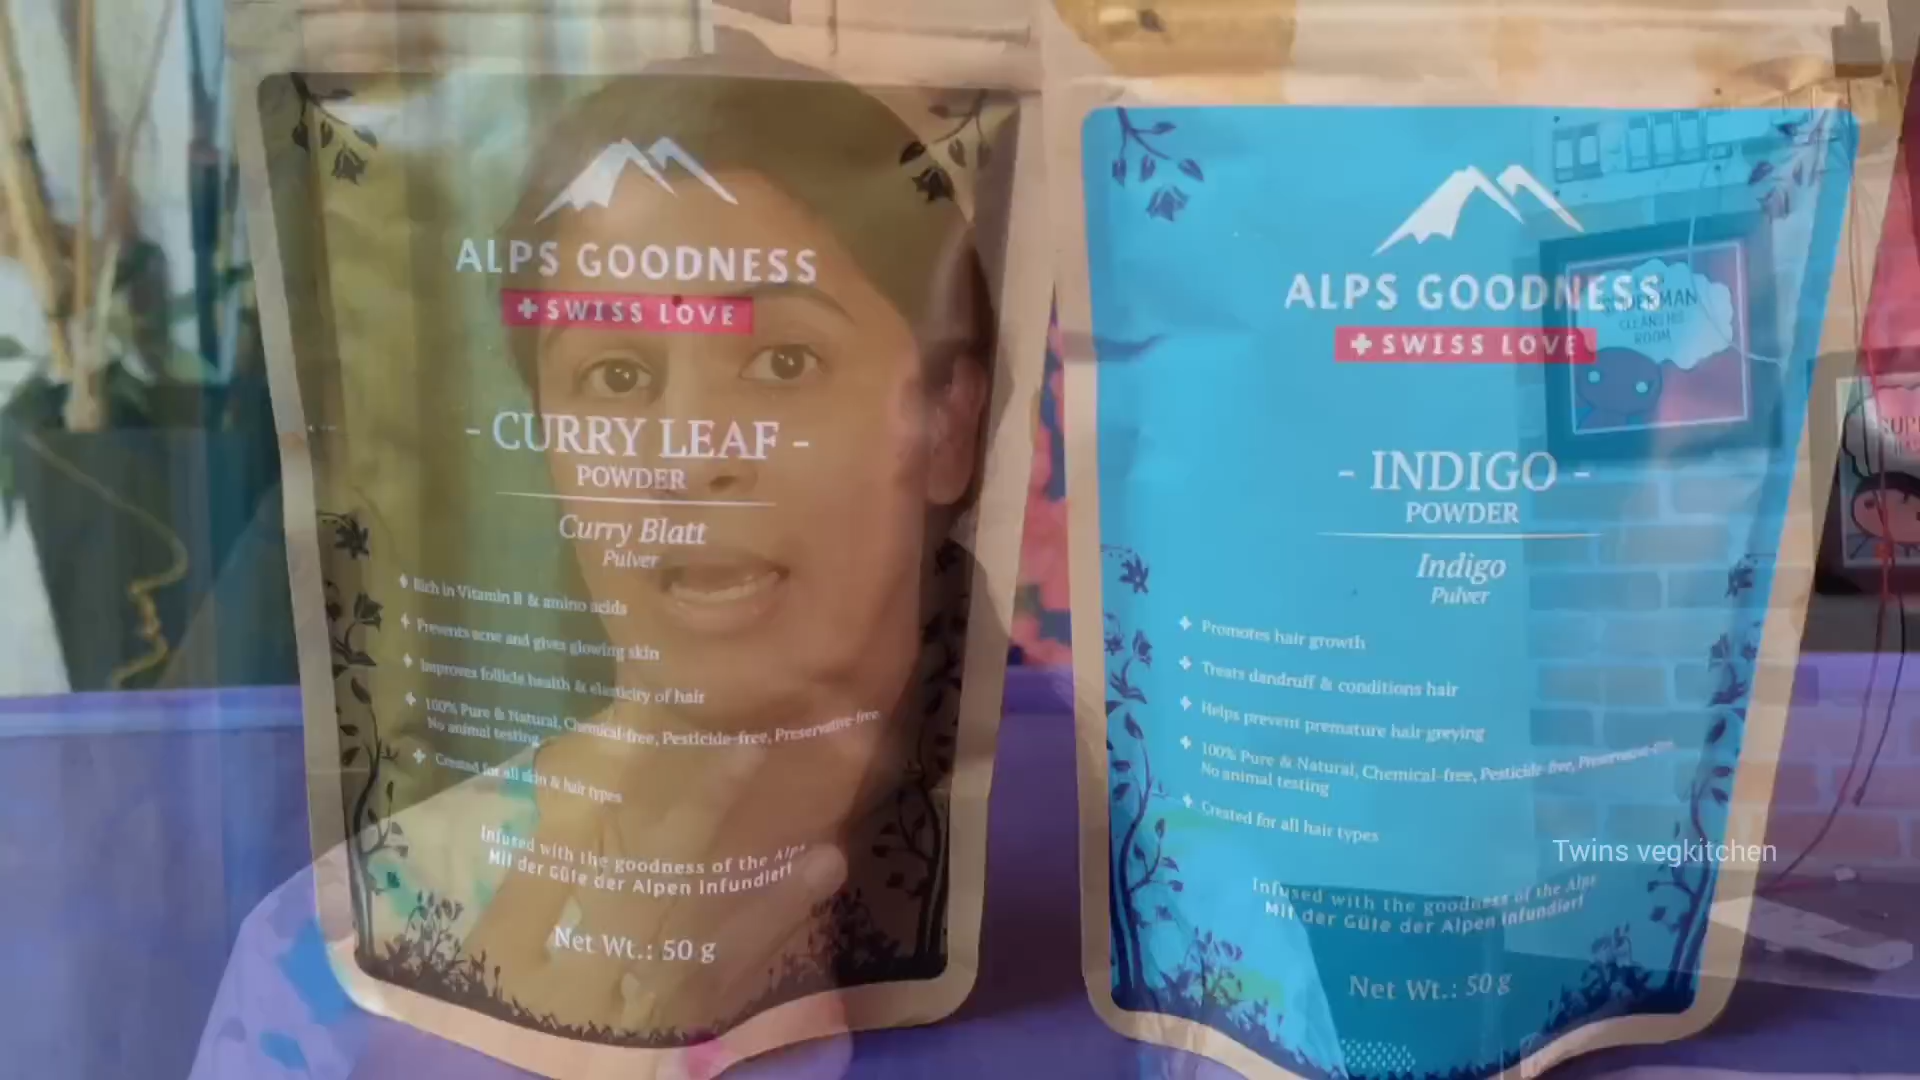 ALPS GOODNESS
SWISS LOVE
- CURRY LEAF -
POWDER
Curry Blatt
Pulver
Rich in Vitamin B & amino acids
Prevents acne and gives glowing skin
Improves follicle health & elasticity of hair
100% Pure & Natural, Chemical-free, Pesticide-free, Preservative-free
No animal testing
Created for all skin & hair types
Infused with the goodness of the Alps
Mit der Güte der Alpen Infundiert
Net Wt.: 50 g
ALPS GOODNESS
SWISS LOVE
- INDIGO -
POWDER
Indigo
Pulver
Promotes hair growth
Treats dandruff & conditions hair
Helps prevent premature hair greying
100% Pure & Natural, Chemical-free, Pesticide-free, Preservative-free
No animal testing
Created for all hair types
Infused with the goodness of the Alps
Mit der Güte der Alpen Infundiert
Net Wt.: 50 g
CLEANS HIS
ROOM
Twins vegkitchen